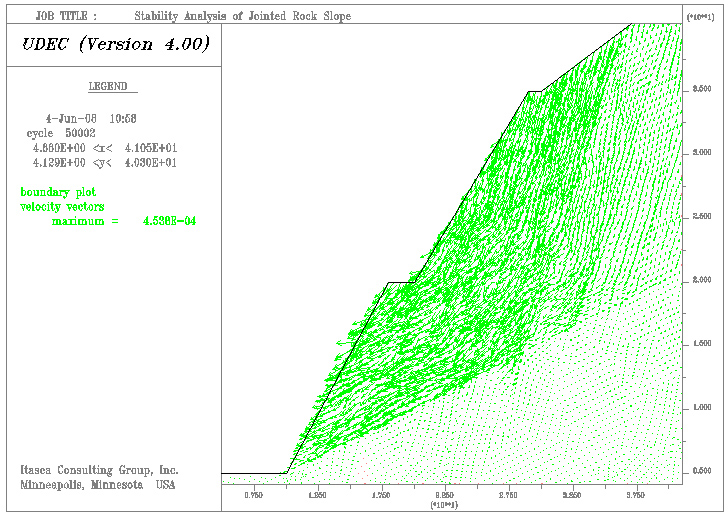 JOB TITLE : Stability Analysis of Jointed Rock Slope
(*10**1)
UDEC (Version 4.00)
LEGEND
4-Jun-08 10:58
cycle 50002
<x< 4.105E+01
4.129E+00 <y< 4.030E+01
boundary plot
velocity vectors
maximum = 4.536E-04
3.500
3.000
2.500
2.000
1.500
1.000
0.500
Itasca Consulting Group, Inc.
Minneapolis, Minnesota USA
0.750
1.250
1.750
2.250
2.750
3.250
3.750
(*10**1)